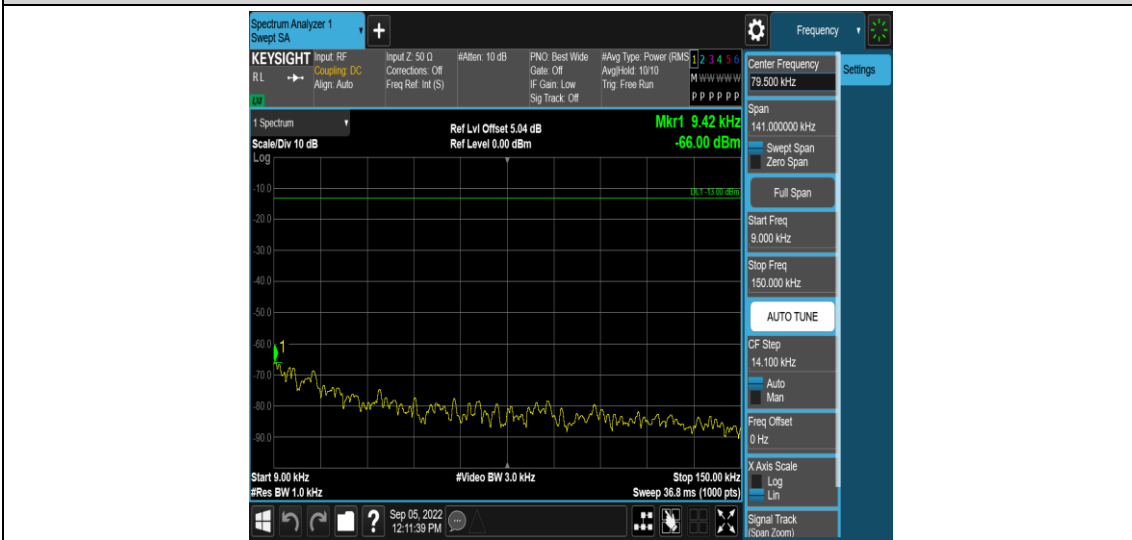 Spectrum Analyzer 1
Swept SA
+
Frequency
KEYSIGHT
RL
LXI
Input: RF
Coupling: DC
Align: Auto
Input Z: 50 Ω
Corrections: Off
Freq Ref: Int (S)
#Atten: 10 dB
PNO: Best Wide
Gate: Off
IF Gain: Low
Sig Track: Off
#Avg Type: Power (RMS
Avg|Hold: 10/10
Trig: Free Run
1 2 3 4 5 6
M W W W W W
P P P P P P
1 Spectrum
Scale/Div 10 dB
Log
Ref Lvl Offset 5.04 dB
Ref Level 0.00 dBm
Mkr1 9.42 kHz
-66.00 dBm
DL1 -13.00 dBm
-10.0
-20.0
-30.0
-40.0
-50.0
-60.0
1
-70.0
-80.0
-90.0
Start 9.00 kHz
#Res BW 1.0 kHz
#Video BW 3.0 kHz
Stop 150.00 kHz
Sweep 36.8 ms (1000 pts)
?
Sep 05, 2022
12:11:39 PM
Center Frequency
79.500 kHz
Settings
Span
141.000000 kHz
Swept Span
Zero Span
Full Span
Start Freq
9.000 kHz
Stop Freq
150.000 kHz
AUTO TUNE
CF Step
14.100 kHz
Auto
Man
Freq Offset
0 Hz
X Axis Scale
Log
Lin
Signal Track
(Span Zoom)